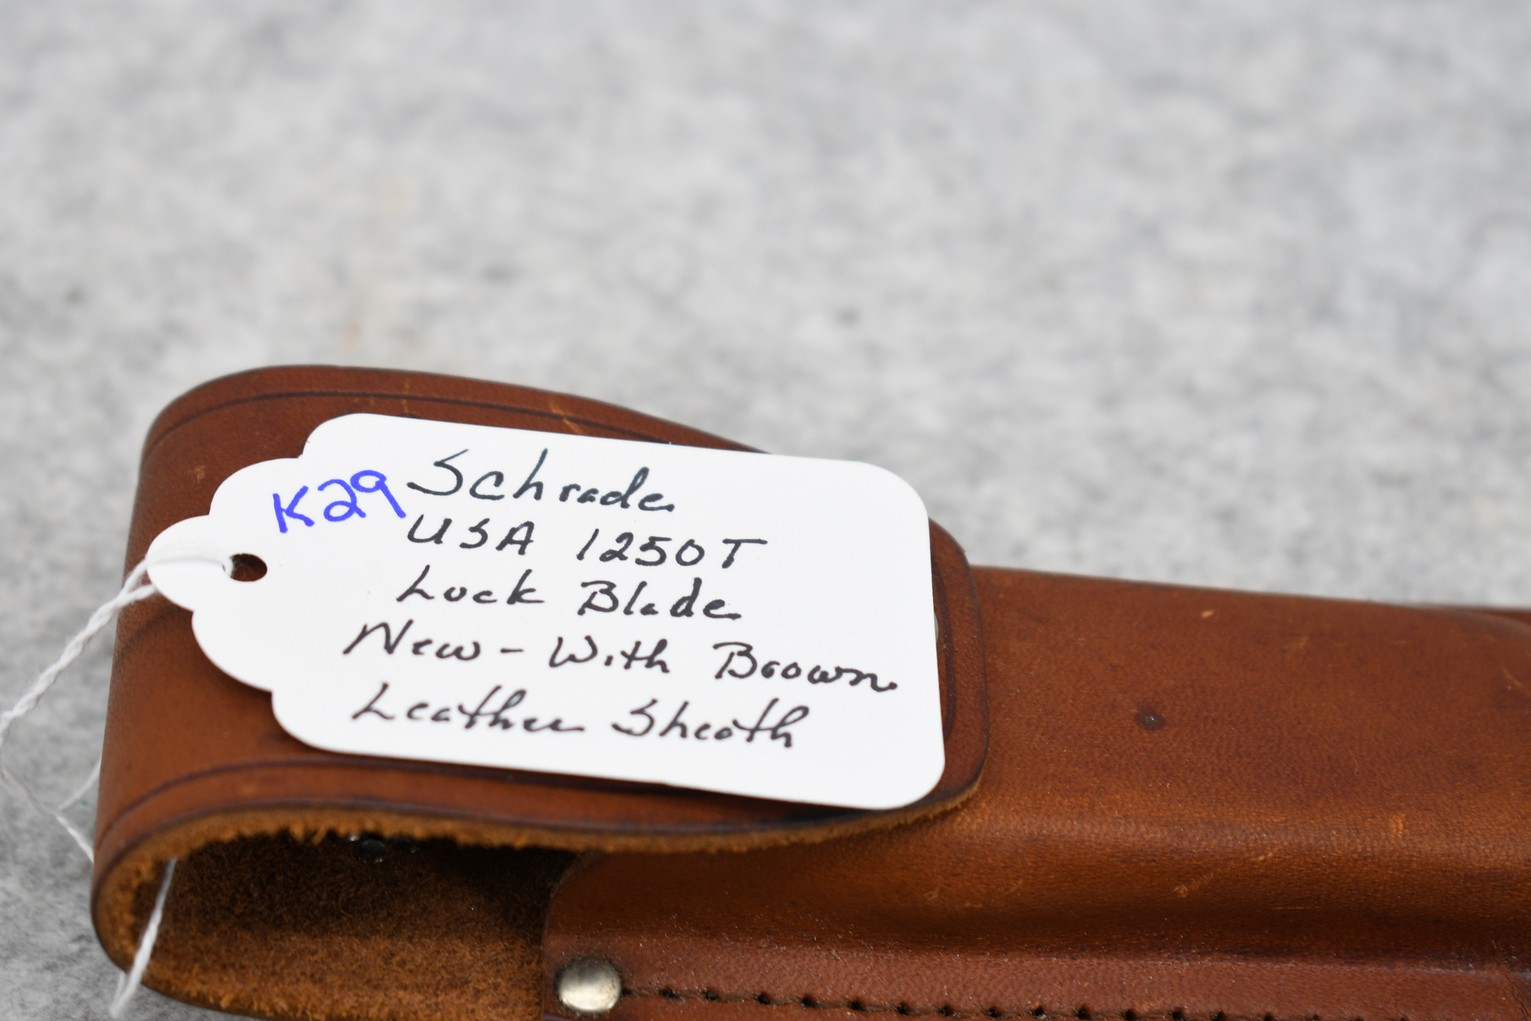 K29
Schrade
USA 1250T
Lock Blade
New - With Brown
Leather Sheath